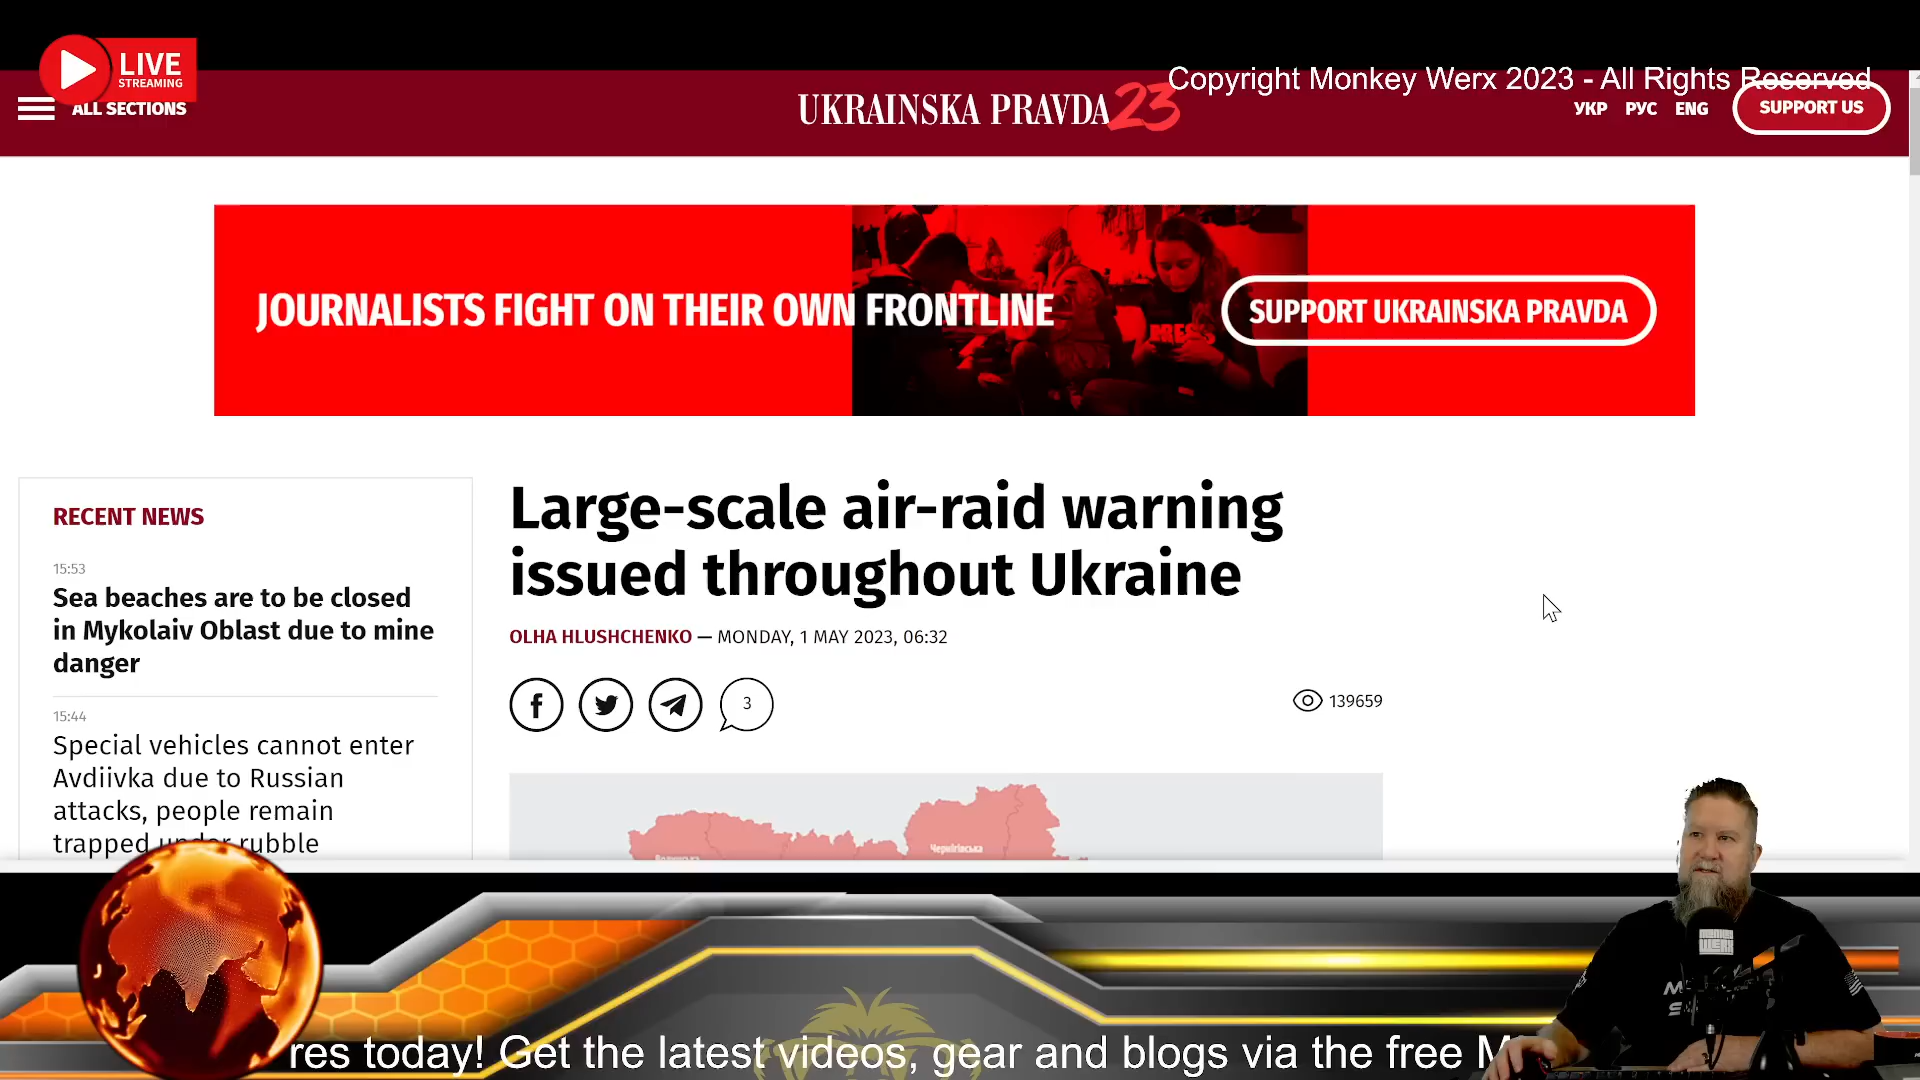 LIVE
STREAMING
Copyright Monkey Werx 2023 - All Rights Reserved
ALL SECTIONS
UKRAINSKA PRAVDA 23
УКР РУС ENG
SUPPORT US
JOURNALISTS FIGHT ON THEIR OWN FRONTLINE
PRESS
SUPPORT UKRAINSKA PRAVDA
RECENT NEWS
15:53
Sea beaches are to be closed
in Mykolaiv Oblast due to mine
danger
15:44
Special vehicles cannot enter
Avdiivka due to Russian
attacks, people remain
trapped under rubble
Large-scale air-raid warning
issued throughout Ukraine
OLHA HLUSHCHENKO — MONDAY, 1 MAY 2023, 06:32
3
139659
Чернігівська
res today! Get the latest videos, gear and blogs via the free M
WERX